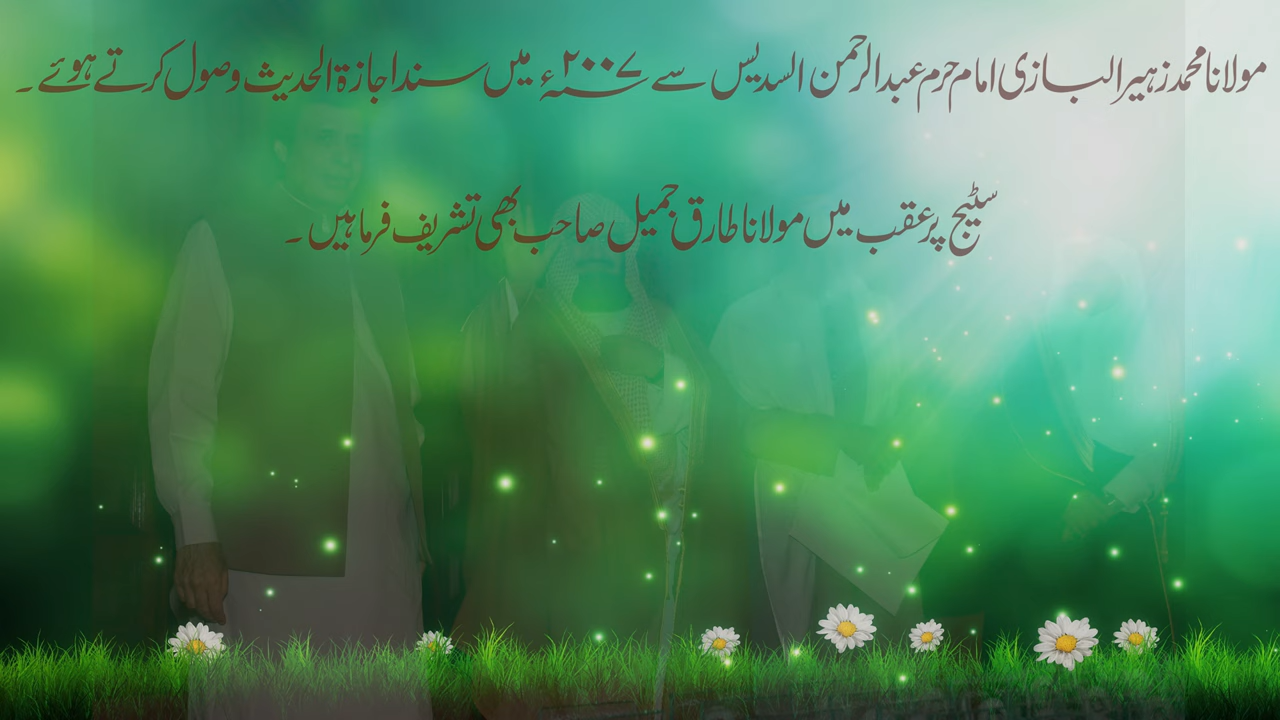 مولانا محمد زہیر البازی امام حرم عبدالرحمن السدیس سے ۲۰۰۷ء میں سند اجازۃ الحدیث وصول کرتے ہوئے۔
سٹیج پر عقب میں مولانا طارق جمیل صاحب بھی تشریف فرما ہیں۔